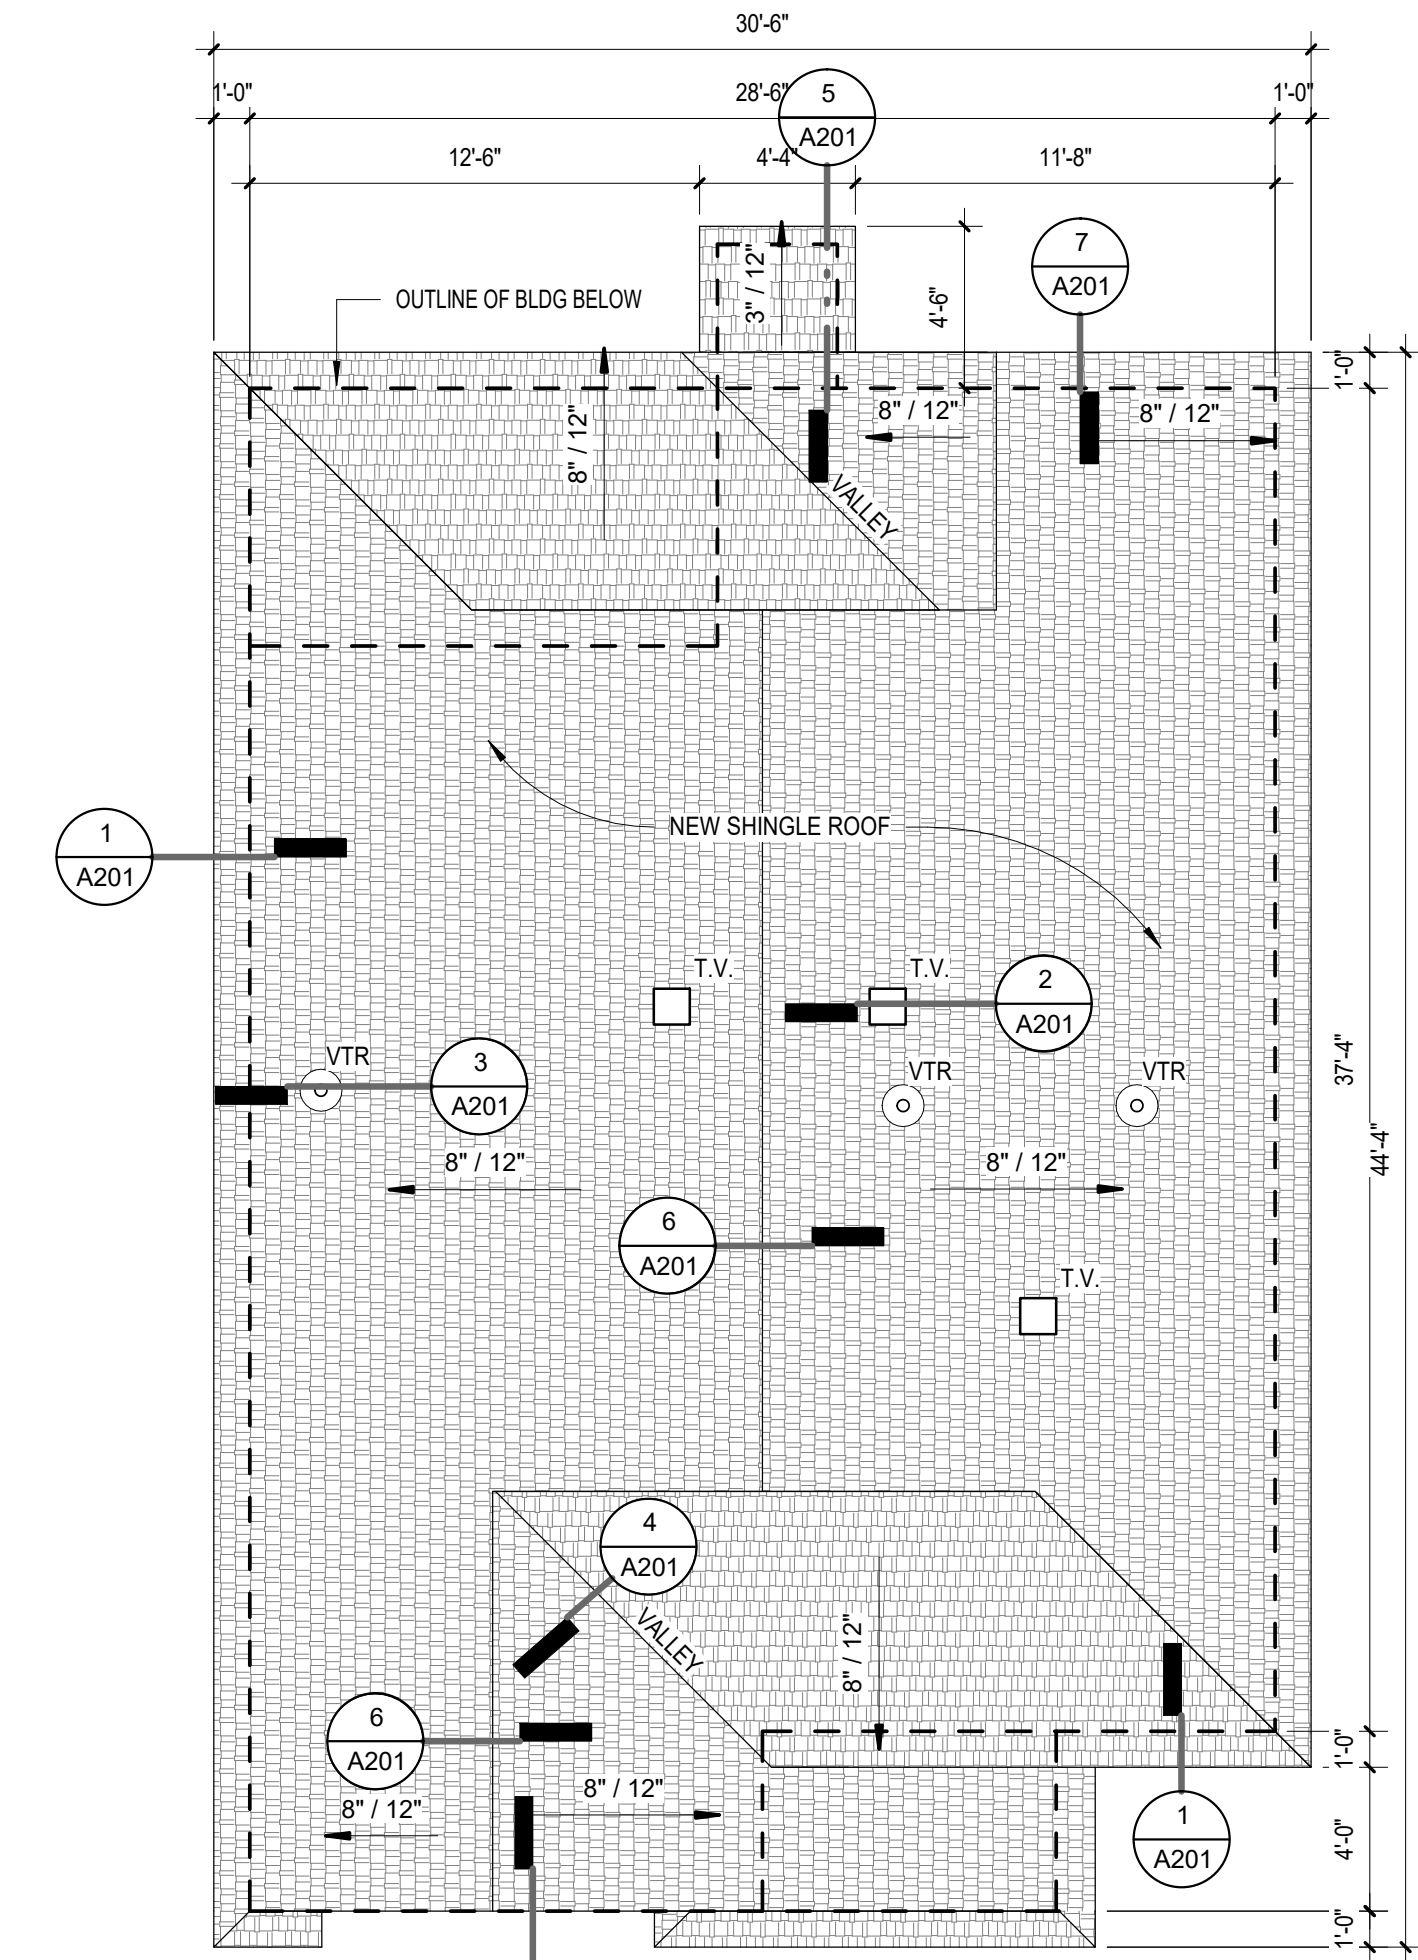 30'-6"
1'-0"
28'-6"
1'-0"
5
A201
12'-6"
4'-4"
11'-8"
7
A201
3" / 12"
4'-6"
OUTLINE OF BLDG BELOW
1'-0"
8" / 12"
8" / 12"
8" / 12"
VALLEY
NEW SHINGLE ROOF
1
A201
T.V.
T.V.
2
A201
3
A201
VTR
VTR
VTR
37'-4"
44'-4"
8" / 12"
8" / 12"
6
A201
T.V.
4
A201
VALLEY
8" / 12"
6
A201
8" / 12"
8" / 12"
1'-0"
1
A201
4'-0"
1'-0"